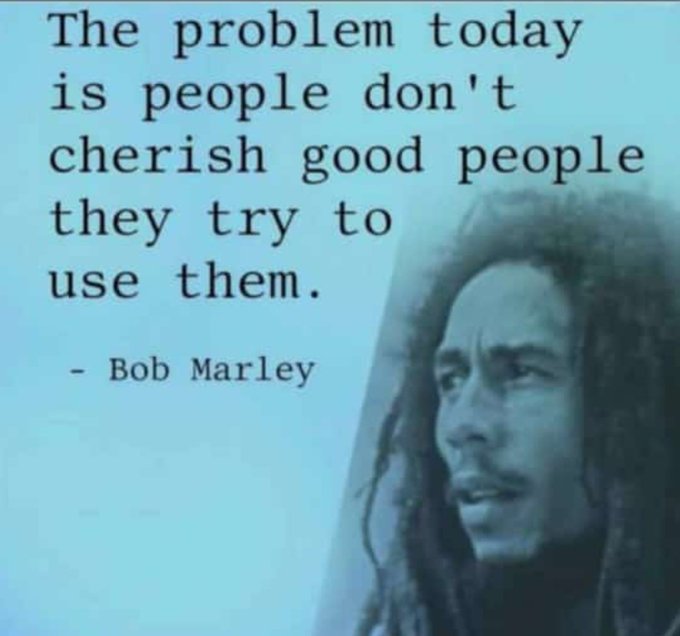 The problem today
is people don't
cherish good people
they try to
use them.
- Bob Marley